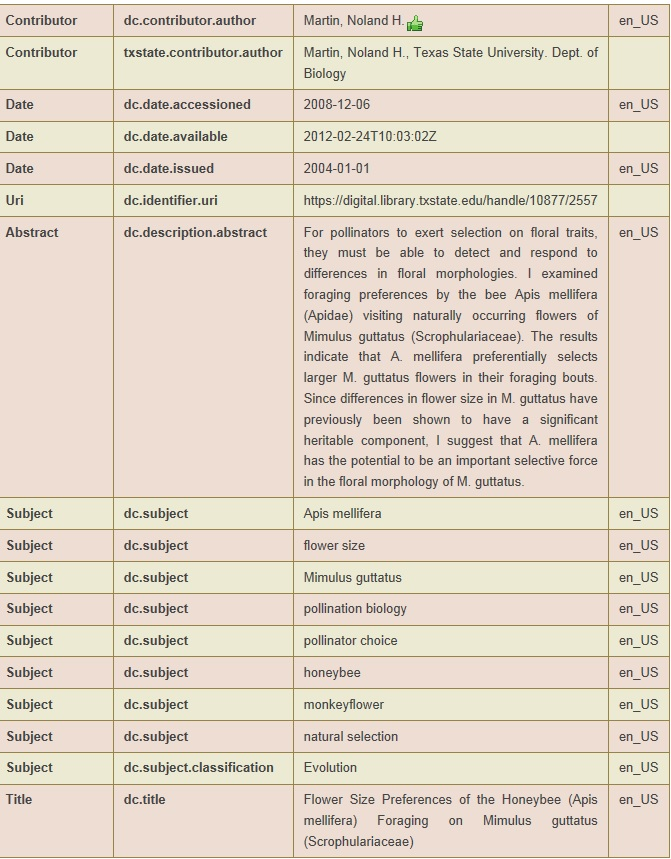 Contributor dc.contributor.author Martin, Noland H. en_US
Contributor txstate.contributor.author Martin, Noland H., Texas State University. Dept. of
Biology
Date dc.date.accessioned 2008-12-06 en_US
Date dc.date.available 2012-02-24T10:03:02Z
Date dc.date.issued 2004-01-01 en_US
Uri dc.identifier.uri https://digital.library.txstate.edu/handle/10877/2557
Abstract dc.description.abstract For pollinators to exert selection on floral traits, en_US
they must be able to detect and respond to
differences in floral morphologies. I examined
foraging preferences by the bee Apis mellifera
(Apidae) visiting naturally occurring flowers of
Mimulus guttatus (Scrophulariaceae). The results
indicate that A. mellifera preferentially selects
larger M. guttatus flowers in their foraging bouts.
Since differences in flower size in M. guttatus have
previously been shown to have a significant
heritable component, I suggest that A. mellifera
has the potential to be an important selective force
in the floral morphology of M. guttatus.
Subject dc.subject Apis mellifera en_US
Subject dc.subject flower size en_US
Subject dc.subject Mimulus guttatus en_US
Subject dc.subject pollination biology en_US
Subject dc.subject pollinator choice en_US
Subject dc.subject honeybee en_US
Subject dc.subject monkeyflower en_US
Subject dc.subject natural selection en_US
Subject dc.subject.classification Evolution en_US
Title dc.title Flower Size Preferences of the Honeybee (Apis en_US
mellifera) Foraging on Mimulus guttatus
(Scrophulariaceae)